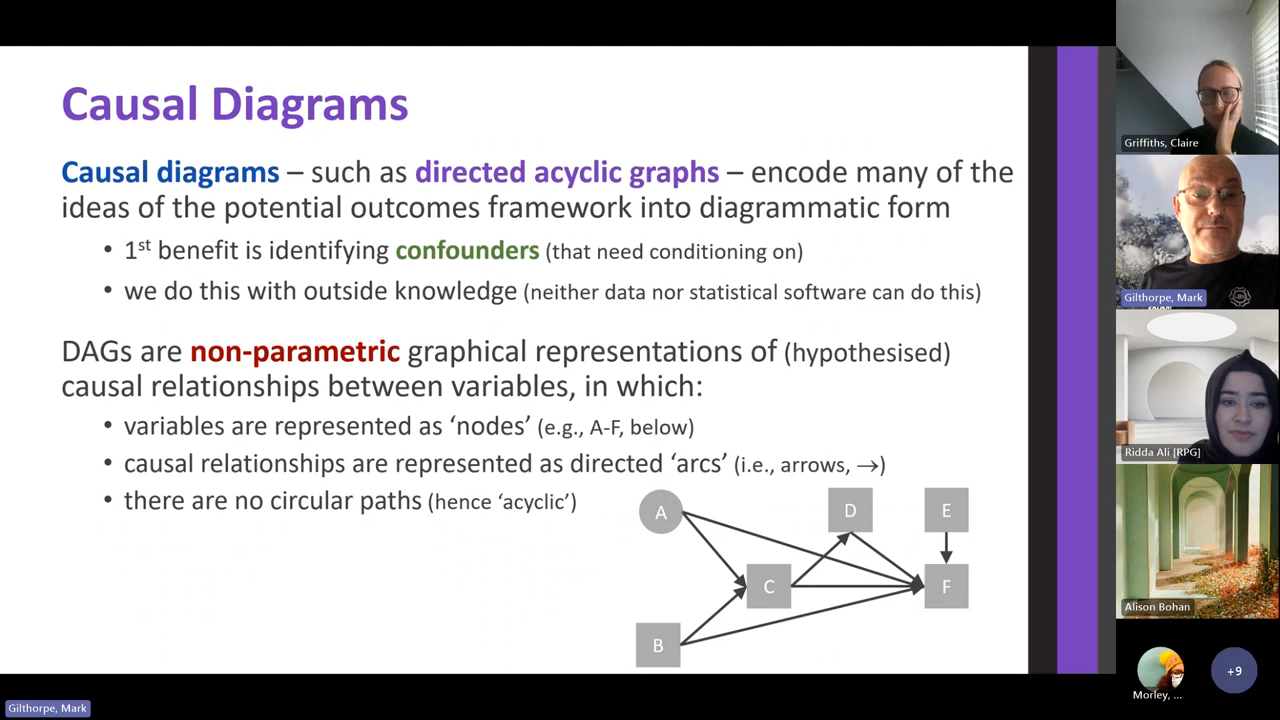 Causal Diagrams
Causal diagrams – such as directed acyclic graphs – encode many of the
ideas of the potential outcomes framework into diagrammatic form
• 1st benefit is identifying confounders (that need conditioning on)
• we do this with outside knowledge (neither data nor statistical software can do this)
DAGs are non-parametric graphical representations of (hypothesised)
causal relationships between variables, in which:
• variables are represented as ‘nodes’ (e.g., A-F, below)
• causal relationships are represented as directed ‘arcs’ (i.e., arrows, →)
• there are no circular paths (hence ‘acyclic’)
A
D
E
C
F
B
Griffiths, Claire
Gilthorpe, Mark
Ridda Ali [RPG]
Alison Bohan
Morley, ...
+9
Gilthorpe, Mark